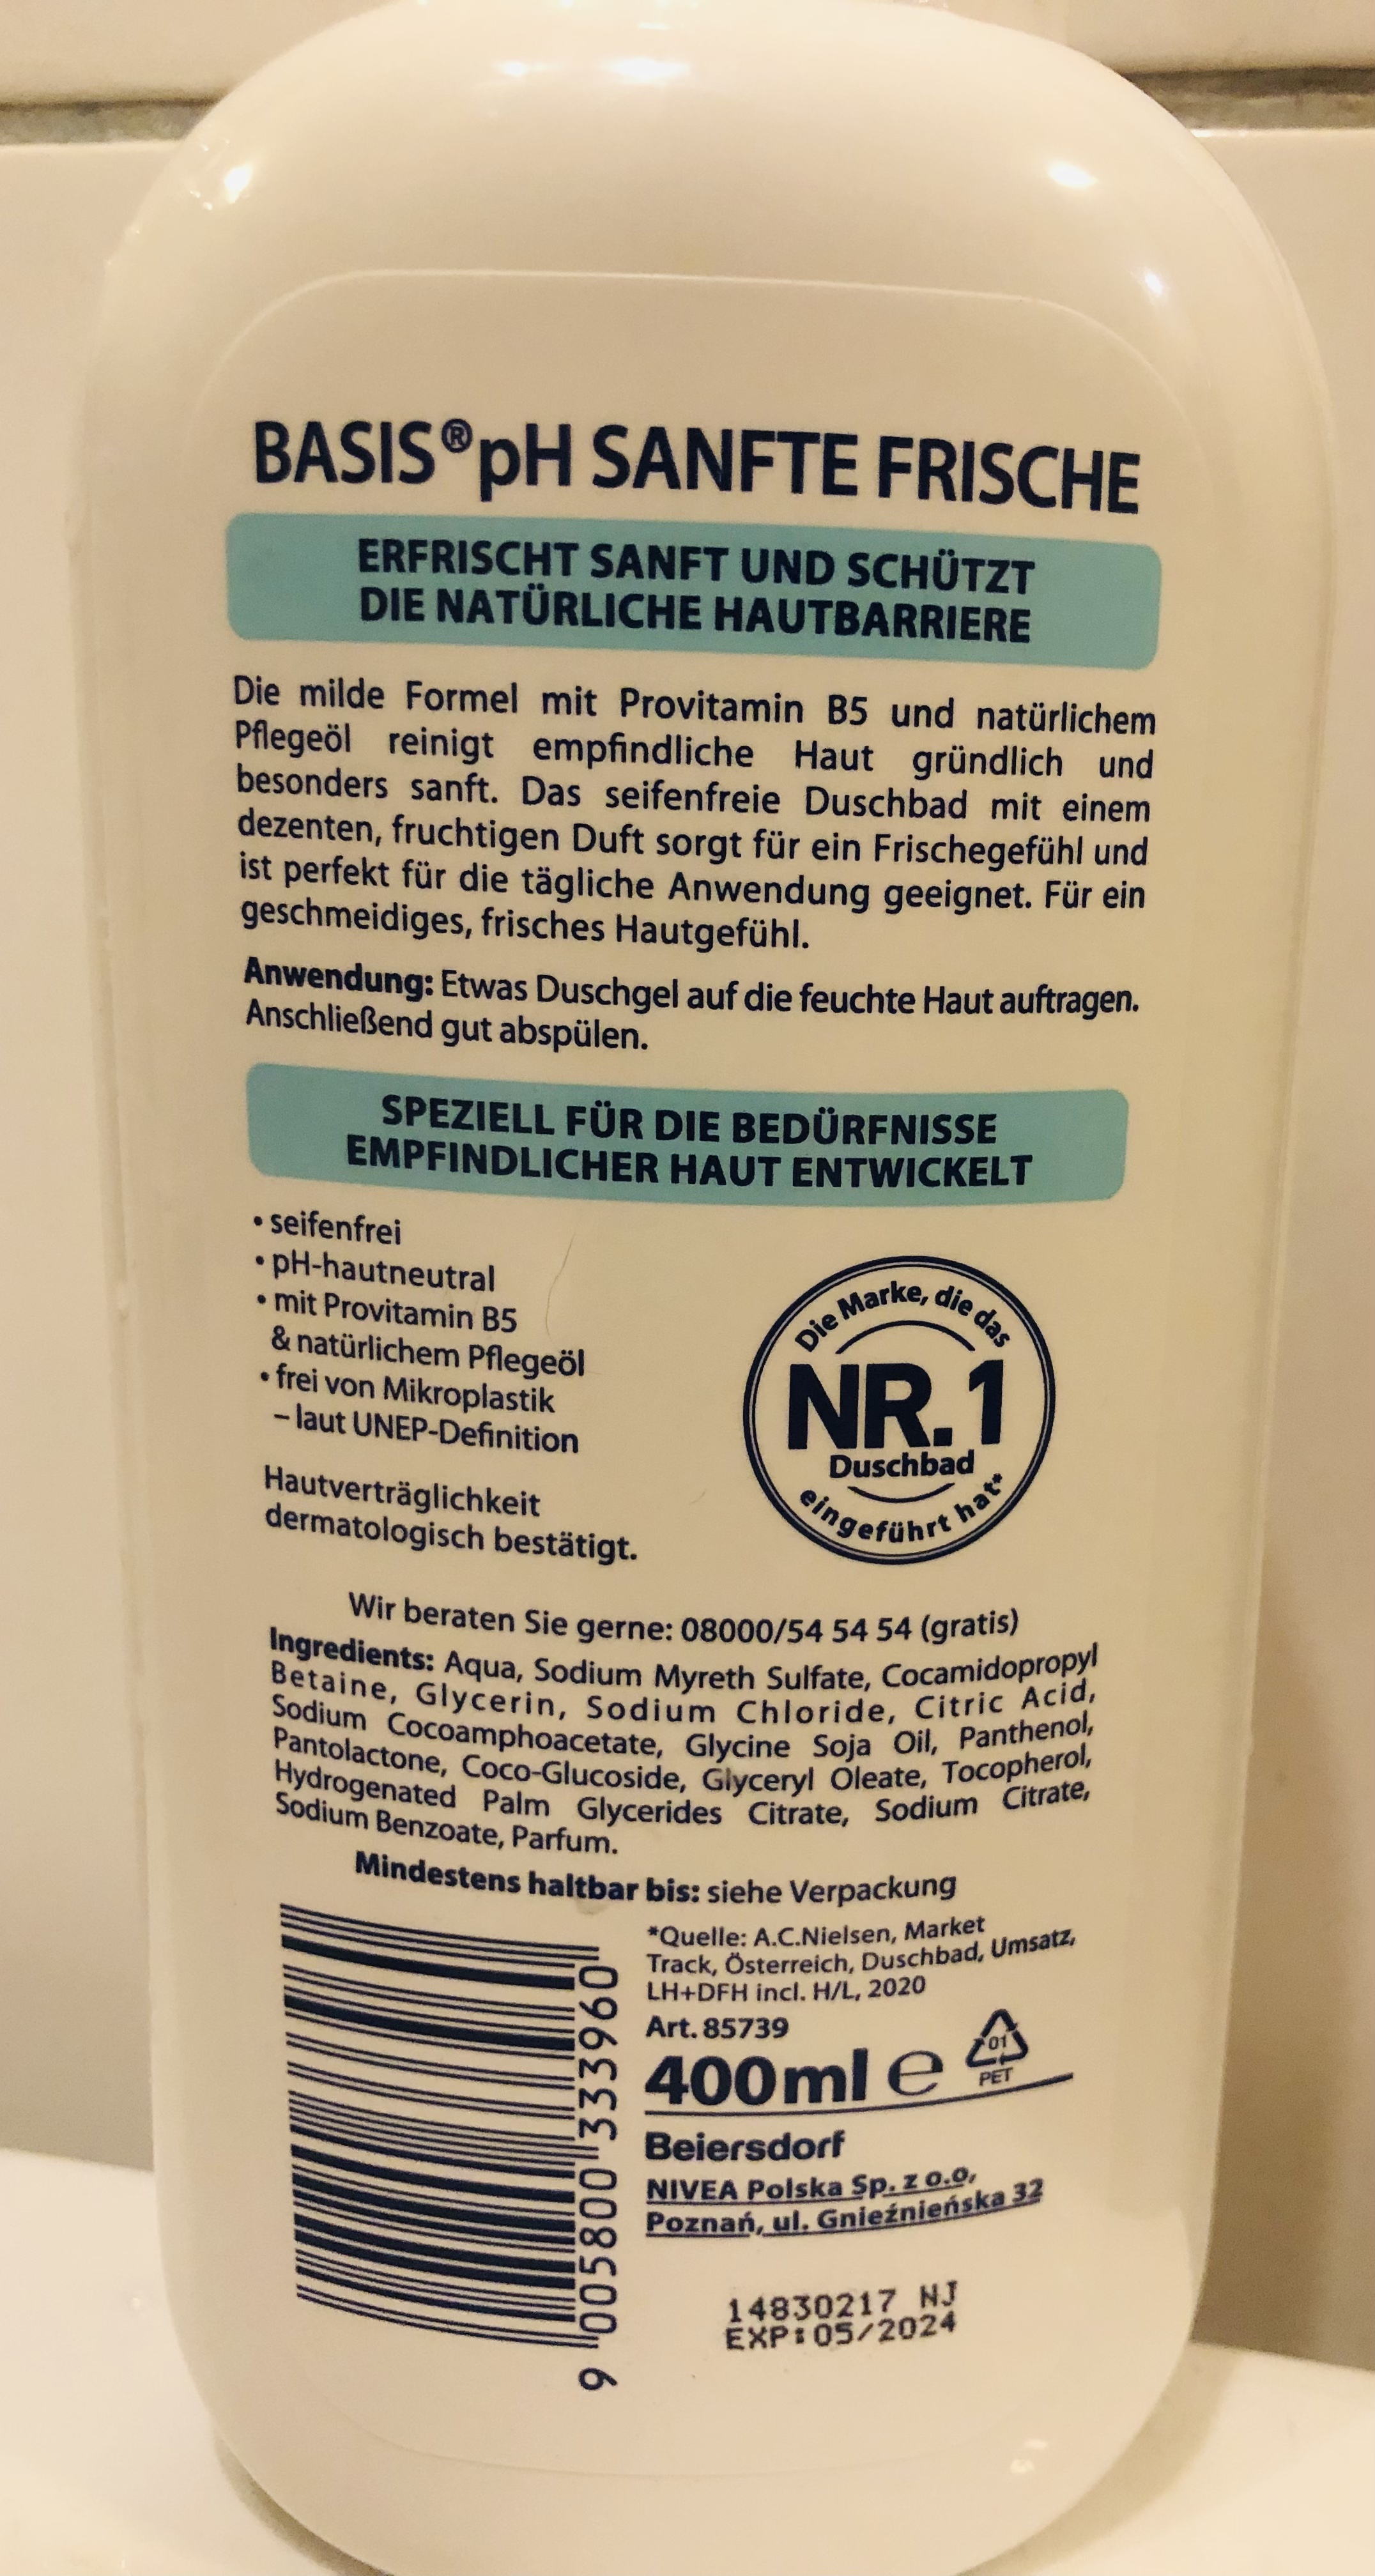 BASIS®pH SANFTE FRISCHE
ERFRISCHT SANFT UND SCHÜTZT
DIE NATÜRLICHE HAUTBARRIERE
Die milde Formel mit Provitamin B5 und natürlichem
Pflegeöl reinigt empfindliche Haut gründlich und
besonders sanft. Das seifenfreie Duschbad mit einem
dezenten, fruchtigen Duft sorgt für ein Frischegefühl und
ist perfekt für die tägliche Anwendung geeignet. Für ein
geschmeidiges, frisches Hautgefühl.
Anwendung: Etwas Duschgel auf die feuchte Haut auftragen.
Anschließend gut abspülen.
SPEZIELL FÜR DIE BEDÜRFNISSE
EMPFINDLICHER HAUT ENTWICKELT
• seifenfrei
• pH-hautneutral
• mit Provitamin B5
& natürlichem Pflegeöl
• frei von Mikroplastik
– laut UNEP-Definition
Hautverträglichkeit
dermatologisch bestätigt.
Die Marke, die das
NR. 1
Duschbad
eingeführt hat*
Wir beraten Sie gerne: 08000/54 54 54 (gratis)
Ingredients: Aqua, Sodium Myreth Sulfate, Cocamidopropyl
Betaine, Glycerin, Sodium Chloride, Citric Acid,
Sodium Cocoamphoacetate, Glycine Soja Oil, Panthenol,
Pantolactone, Coco-Glucoside, Glyceryl Oleate, Tocopherol,
Hydrogenated Palm Glycerides Citrate, Sodium Citrate,
Sodium Benzoate, Parfum.
Mindestens haltbar bis: siehe Verpackung
9 005800 333960
*Quelle: A.C.Nielsen, Market
Track, Österreich, Duschbad, Umsatz,
LH+DFH incl. H/L, 2020
Art. 85739
400 ml e
01
PET
Beiersdorf
NIVEA Polska Sp. z o.o,
Poznań, ul. Gnieźnieńska 32
14830217 NJ
EXP:05/2024